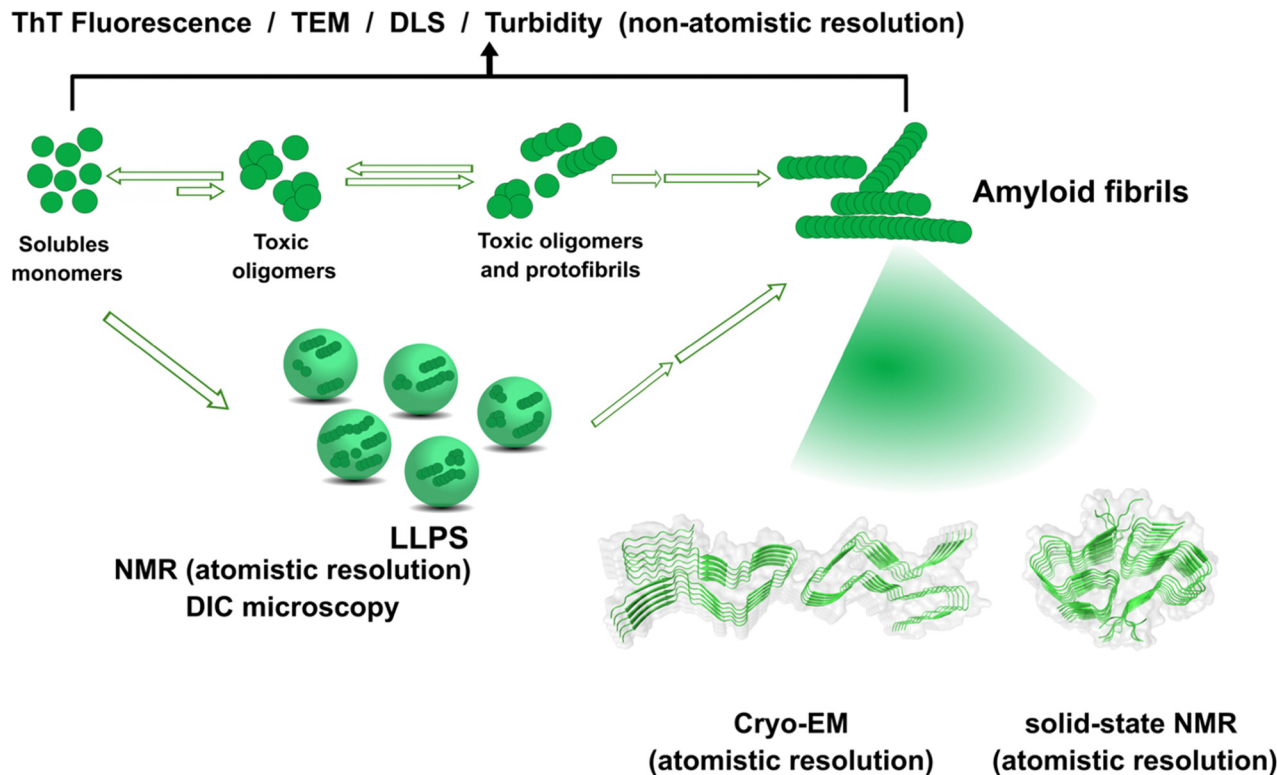 ThT Fluorescence / TEM / DLS / Turbidity (non-atomistic resolution)
Solubles
monomers
Toxic
oligomers
Toxic oligomers
and protofibrils
Amyloid fibrils
LLPS
NMR (atomistic resolution)
DIC microscopy
Cryo-EM
(atomistic resolution)
solid-state NMR
(atomistic resolution)